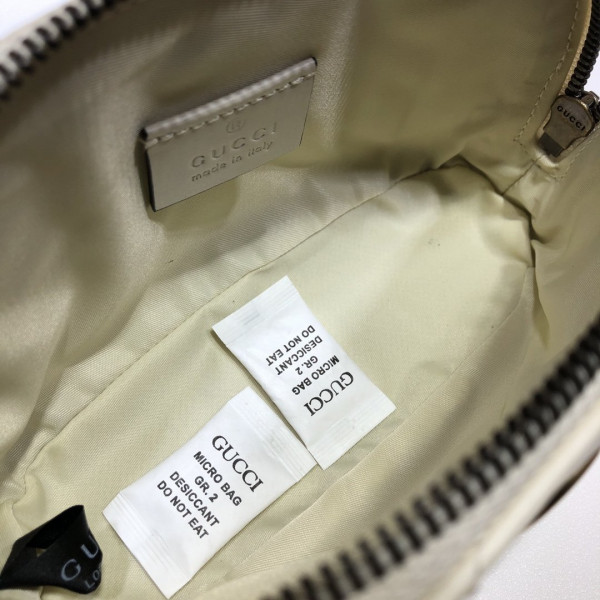 GUCCI
made in italy
GUCCI
GUCCI
MICRO BAG
GR. 2
DESICCANT
DO NOT EAT
GUCCI
MICRO BAG
GR. 2
DESICCANT
DO NOT EAT
GUC